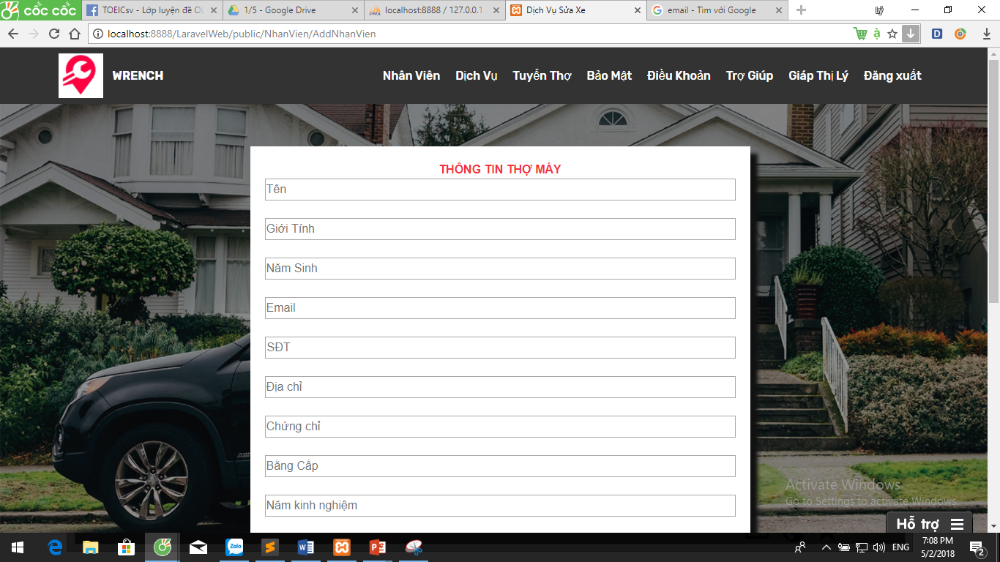 cốc cốc
TOEICsv - Lớp luyện đề OL
1/5 - Google Drive
PMA localhost:8888 / 127.0.0.1
Dịch Vụ Sửa Xe
email - Tìm với Google
localhost:8888/LaravelWeb/public/NhanVien/AddNhanVien
WRENCH
Nhân Viên Dịch Vụ Tuyển Thợ Bảo Mật Điều Khoản Trợ Giúp Giáp Thị Lý Đăng xuất
THÔNG TIN THỢ MÁY
Tên
Giới Tính
Năm Sinh
Email
SĐT
Địa chỉ
Chứng chỉ
Bằng Cấp
Năm kinh nghiệm
Activate Windows
Go to Settings to activate Windows.
Hỗ trợ
Zalo
ENG
7:08 PM
5/2/2018
2